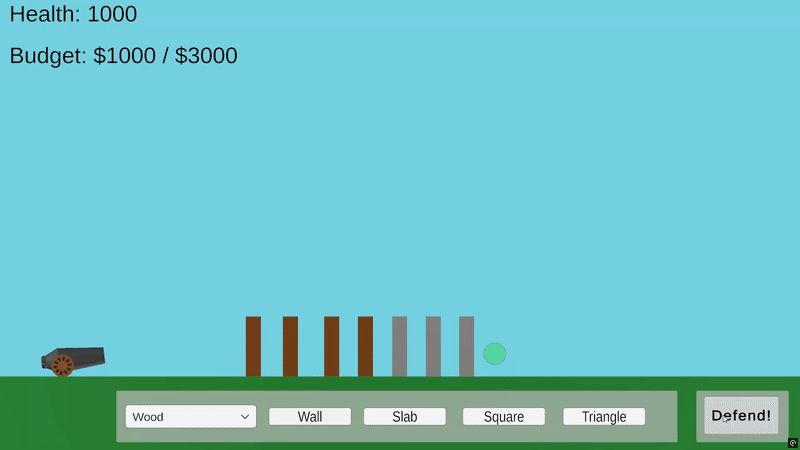 Health: 1000
Budget: $1000 / $3000
Wood
Wall
Slab
Square
Triangle
Defend!